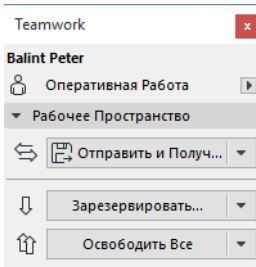 Teamwork
Balint Peter
Оперативная Работа
Рабочее Пространство
Отправить и Получ...
Зарезервировать...
Освободить Все